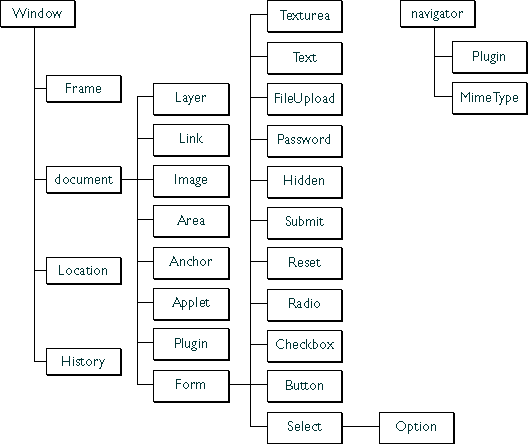 Window
Frame
document
Location
History
Layer
Link
Image
Area
Anchor
Applet
Plugin
Form
Texturea
Text
FileUpload
Password
Hidden
Submit
Reset
Radio
Checkbox
Button
Select
Option
navigator
Plugin
MimeType